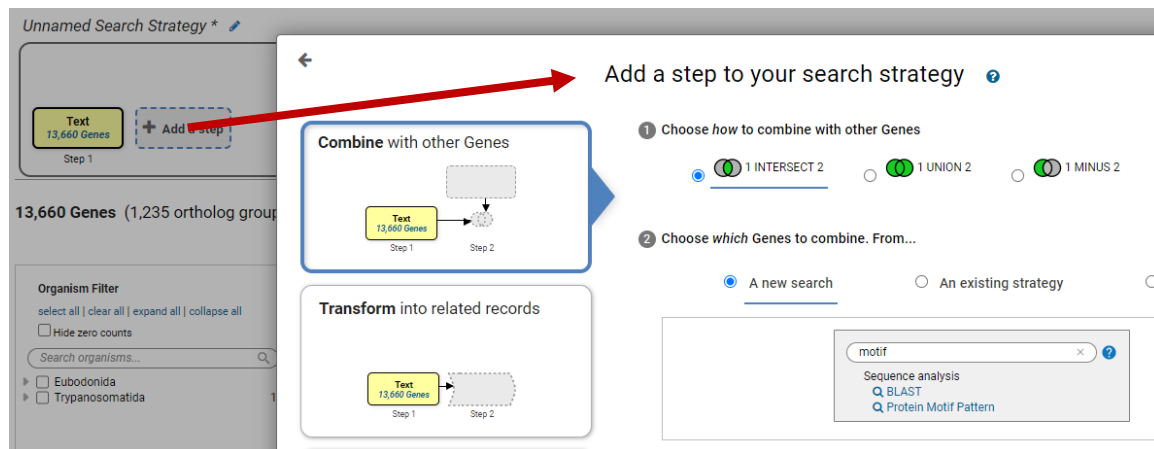 Unnamed Search Strategy *
Text
13,660 Genes
Add a step
Step 1
13,660 Genes (1,235 ortholog group
Organism Filter
select all | clear all | expand all | collapse all
Hide zero counts
Search organisms...
Eubodonida
Trypanosomatida 1
Add a step to your search strategy ?
Combine with other Genes
Text
13,660 Genes
Step 1 Step 2
Transform into related records
Text
13,660 Genes
Step 1 Step 2
1 Choose how to combine with other Genes
1 INTERSECT 2 1 UNION 2 1 MINUS 2
2 Choose which Genes to combine. From...
A new search An existing strategy
motif × ?
Sequence analysis
BLAST
Protein Motif Pattern